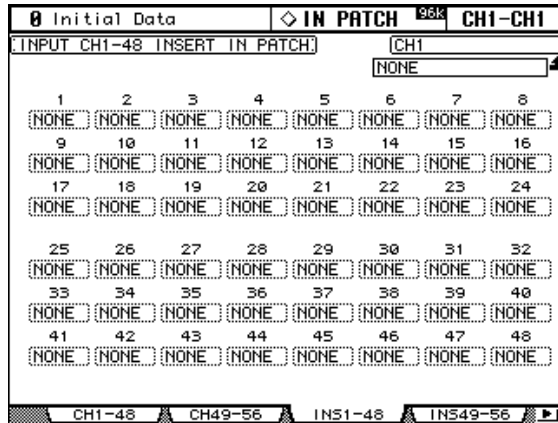 0 Initial Data ◇ IN PATCH 96K CH1-CH1
INPUT CH1-48 INSERT IN PATCH CH1
NONE
1 2 3 4 5 6 7 8
NONE NONE NONE NONE NONE NONE NONE NONE
9 10 11 12 13 14 15 16
NONE NONE NONE NONE NONE NONE NONE NONE
17 18 19 20 21 22 23 24
NONE NONE NONE NONE NONE NONE NONE NONE
25 26 27 28 29 30 31 32
NONE NONE NONE NONE NONE NONE NONE NONE
33 34 35 36 37 38 39 40
NONE NONE NONE NONE NONE NONE NONE NONE
41 42 43 44 45 46 47 48
NONE NONE NONE NONE NONE NONE NONE NONE
CH1-48 CH49-56 INS1-48 INS49-56